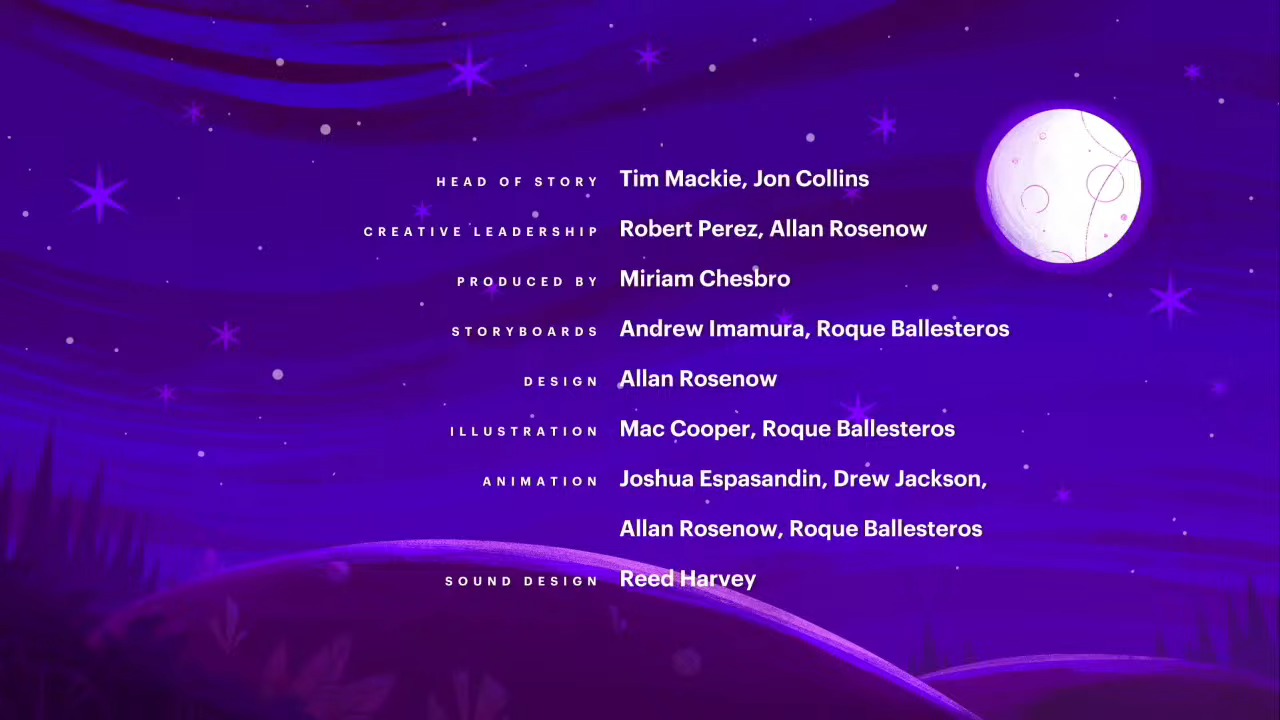 HEAD OF STORY Tim Mackie, Jon Collins
CREATIVE LEADERSHIP Robert Perez, Allan Rosenow
PRODUCED BY Miriam Chesbro
STORYBOARDS Andrew Imamura, Roque Ballesteros
DESIGN Allan Rosenow
ILLUSTRATION Mac Cooper, Roque Ballesteros
ANIMATION Joshua Espasandin, Drew Jackson,
Allan Rosenow, Roque Ballesteros
SOUND DESIGN Reed Harvey